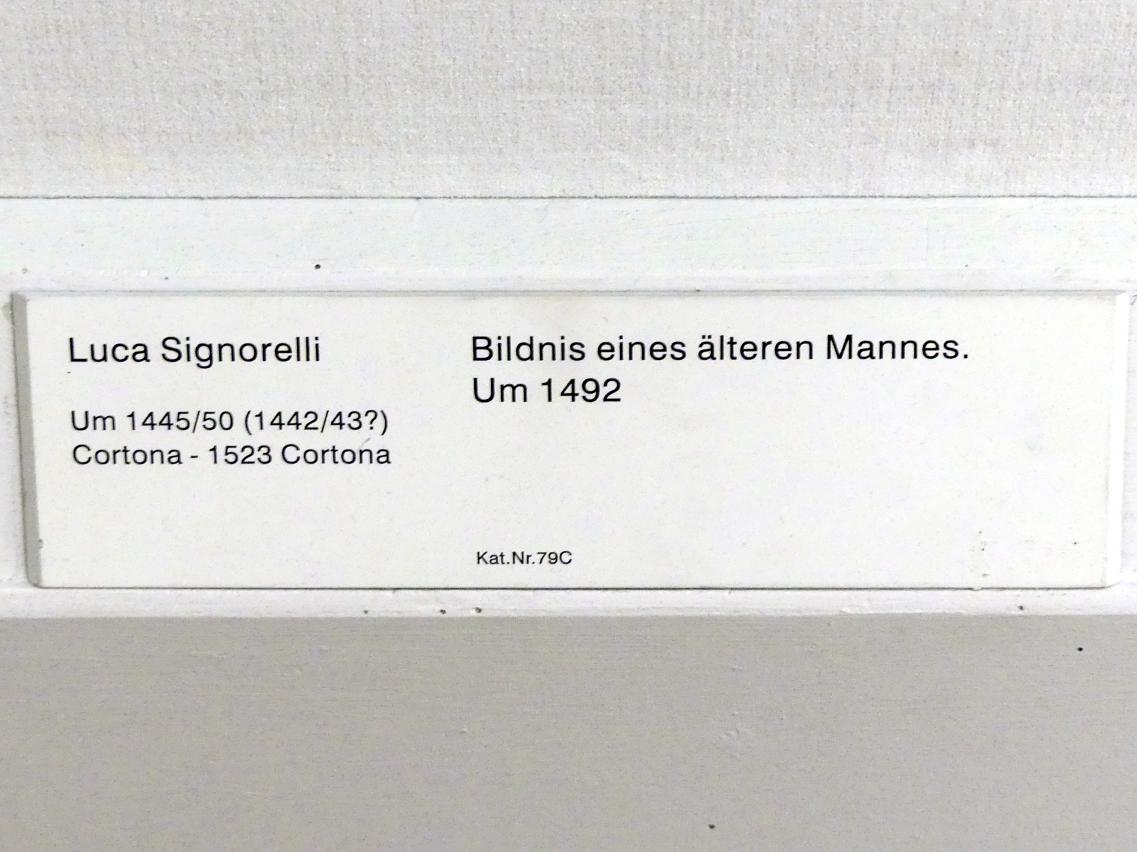 Luca Signorelli
Um 1445/50 (1442/43?)
Cortona - 1523 Cortona
Bildnis eines älteren Mannes.
Um 1492
Kat.Nr.79C